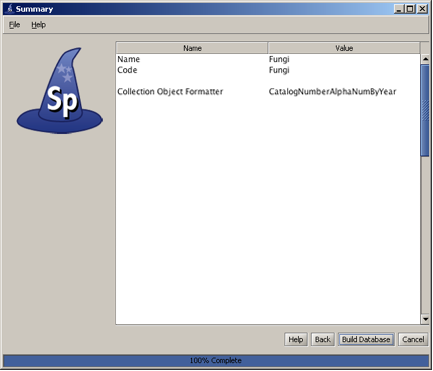 Summary
File Help
Sp
Name Value
Name Fungi
Code Fungi
Collection Object Formatter CatalogNumberAlphaNumByYear
Help Back Build Database Cancel
100% Complete